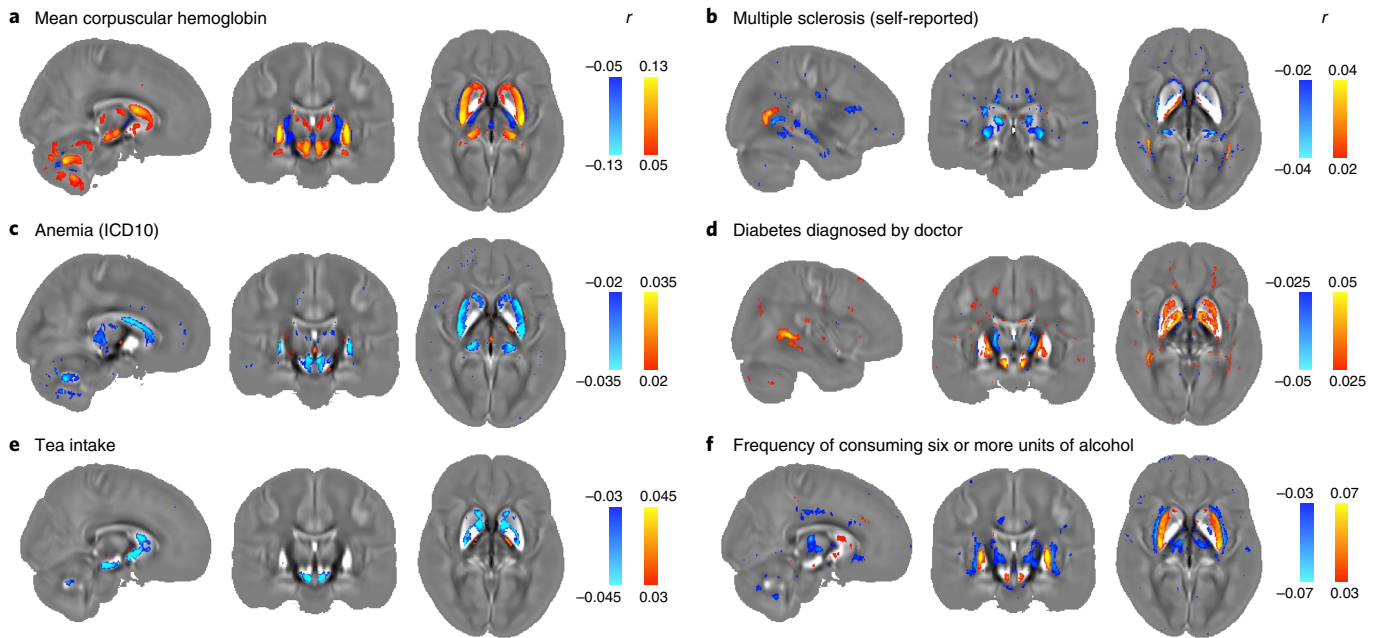 a Mean corpuscular hemoglobin
r
−0.05 0.13
−0.13 0.05
b Multiple sclerosis (self-reported)
r
−0.02 0.04
−0.04 0.02
c Anemia (ICD10)
−0.02 0.035
−0.035 0.02
d Diabetes diagnosed by doctor
−0.025 0.05
−0.05 0.025
e Tea intake
−0.03 0.045
−0.045 0.03
f Frequency of consuming six or more units of alcohol
−0.03 0.07
−0.07 0.03